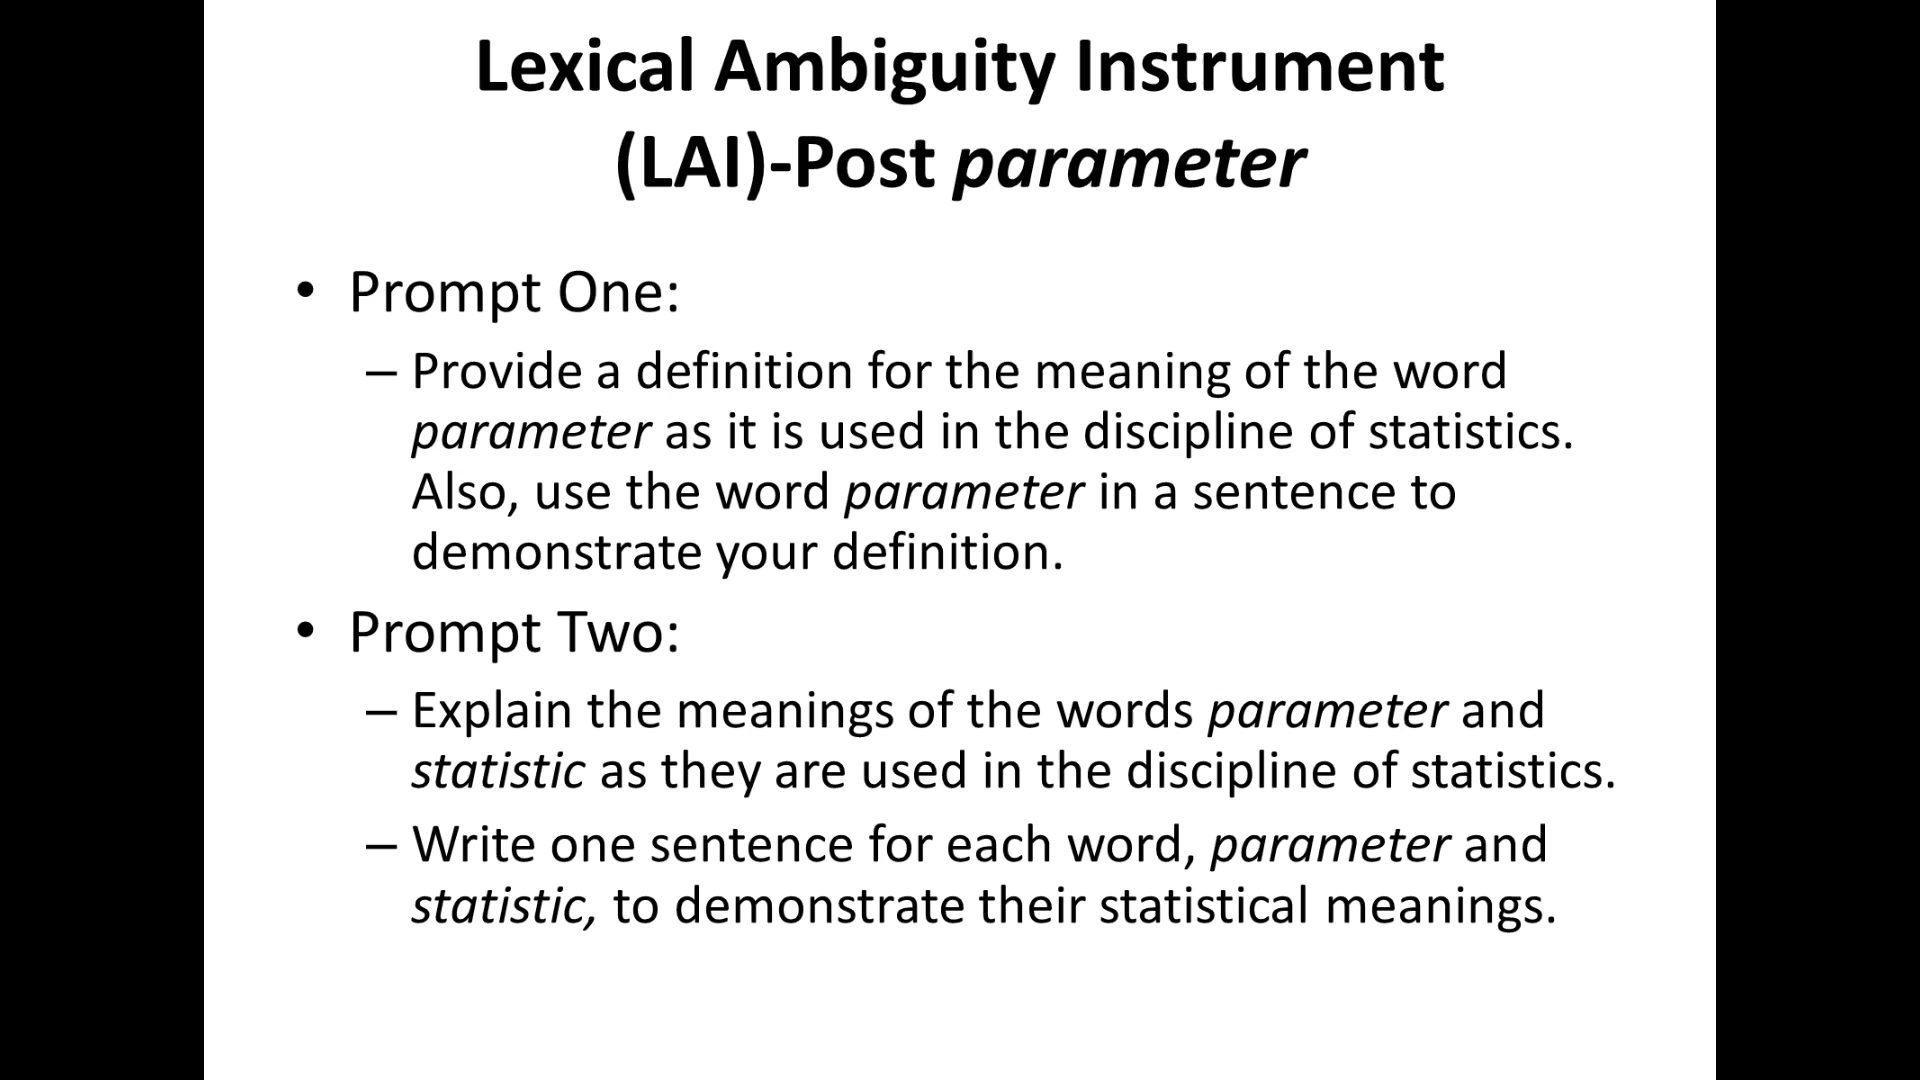 Lexical Ambiguity Instrument
(LAI)-Post parameter
• Prompt One:
– Provide a definition for the meaning of the word
parameter as it is used in the discipline of statistics.
Also, use the word parameter in a sentence to
demonstrate your definition.
• Prompt Two:
– Explain the meanings of the words parameter and
statistic as they are used in the discipline of statistics.
– Write one sentence for each word, parameter and
statistic, to demonstrate their statistical meanings.